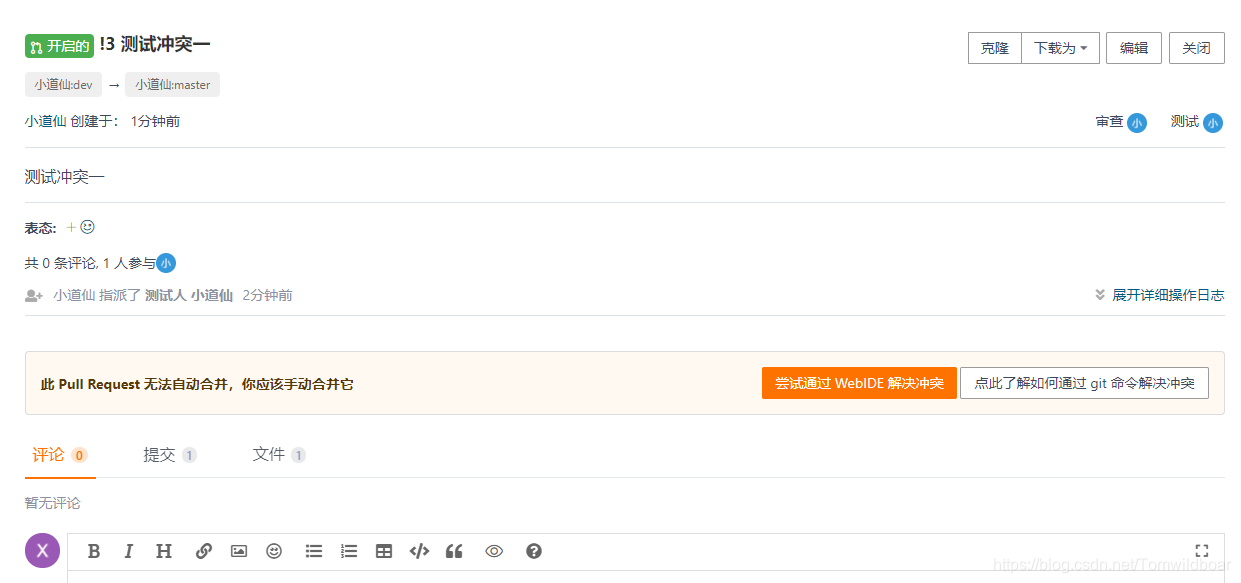 开启的 !3 测试冲突一 克隆 下载为 编辑 关闭
小道仙:dev → 小道仙:master
小道仙 创建于： 1分钟前 审查 小 测试 小
测试冲突一
表态: +
共 0 条评论, 1 人参与 小
小道仙 指派了 测试人 小道仙 2分钟前 展开详细操作日志
此 Pull Request 无法自动合并，你应该手动合并它 尝试通过 WebIDE 解决冲突 点此了解如何通过 git 命令解决冲突
评论 0 提交 1 文件 1
暂无评论
X B I H
https://blog.csdn.net/Tomwildboar